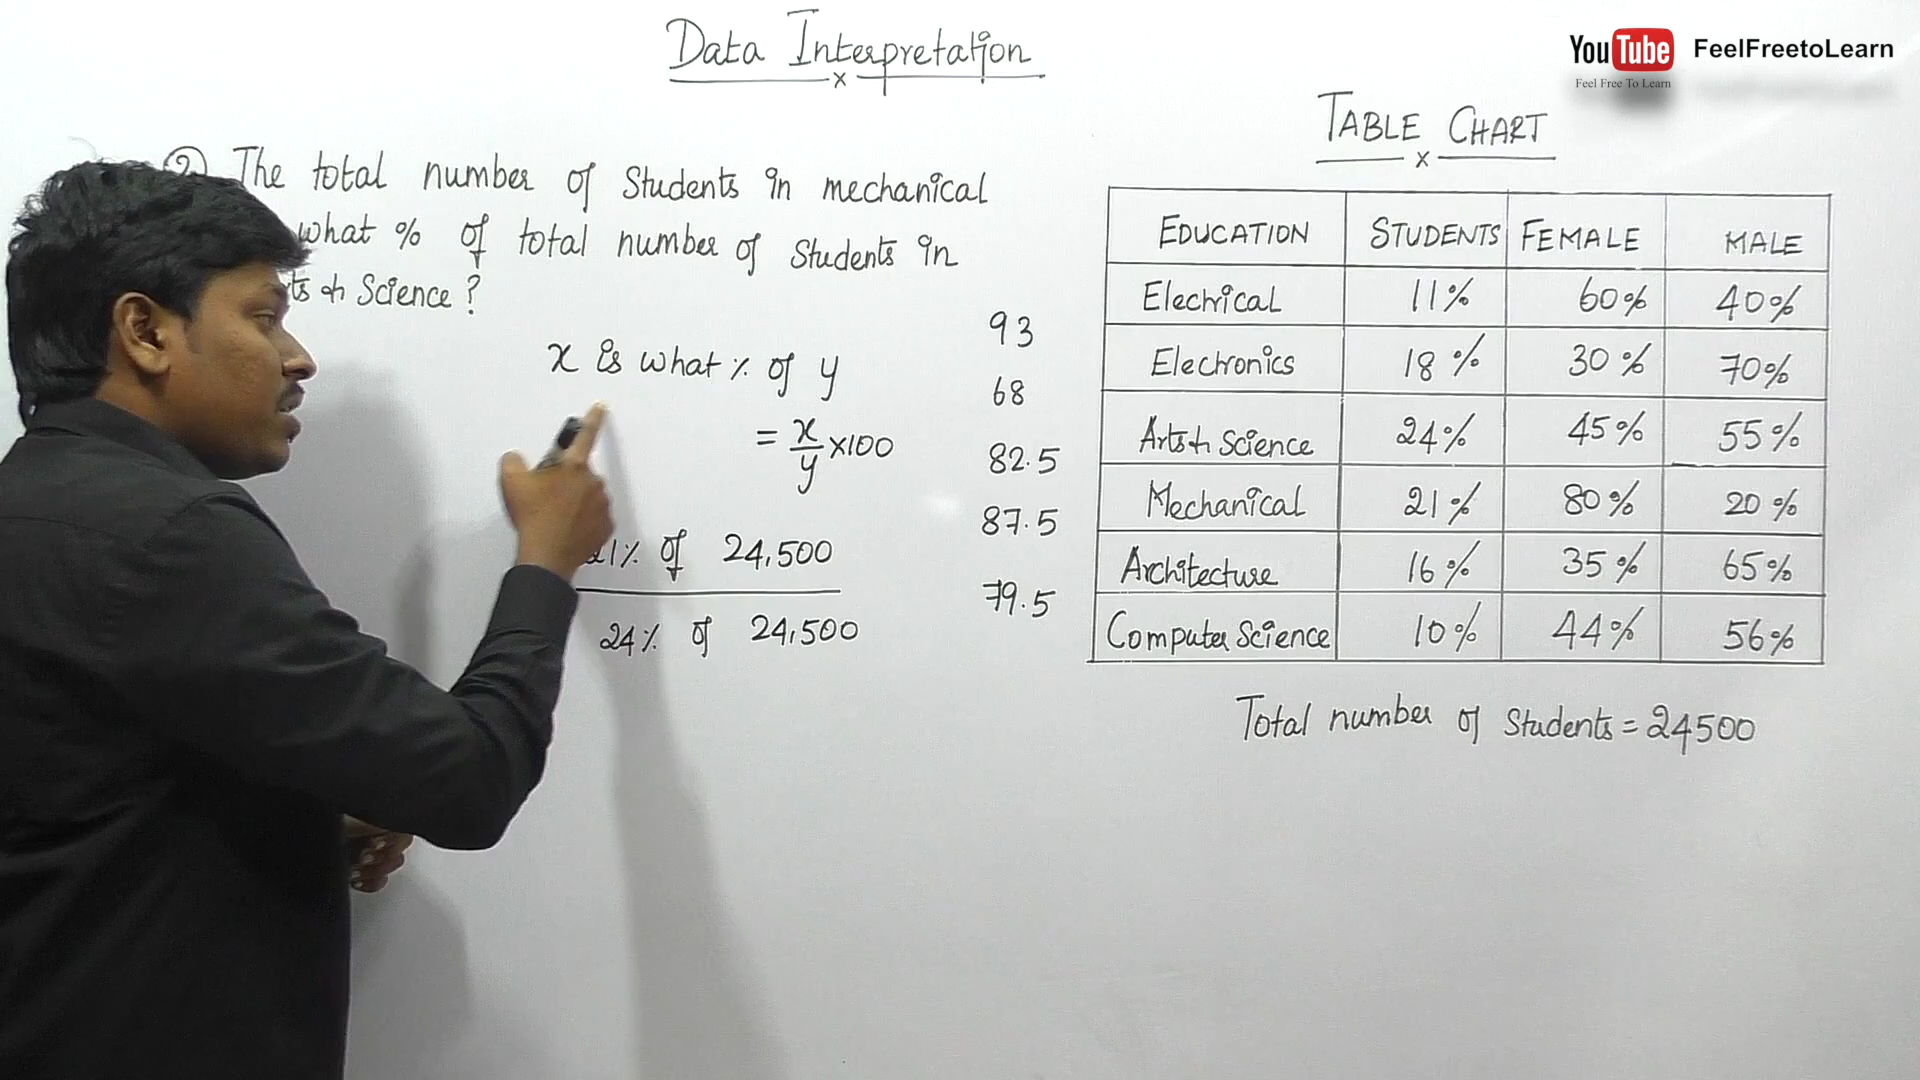 Data Interpretation
x
YouTube FeelFreetoLearn
Feel Free To Learn
The total number of Students in mechanical
what % of total number of Students in
& Science ?
x is what % of y
= x/y x100
21% of 24,500
24% of 24,500
93
68
82.5
87.5
79.5
TABLE CHART
x
EDUCATION STUDENTS FEMALE MALE
Electrical 11% 60% 40%
Electronics 18% 30% 70%
Arts & Science 24% 45% 55%
Mechanical 21% 80% 20%
Architecture 16% 35% 65%
Computer Science 10% 44% 56%
Total number of Students = 24500